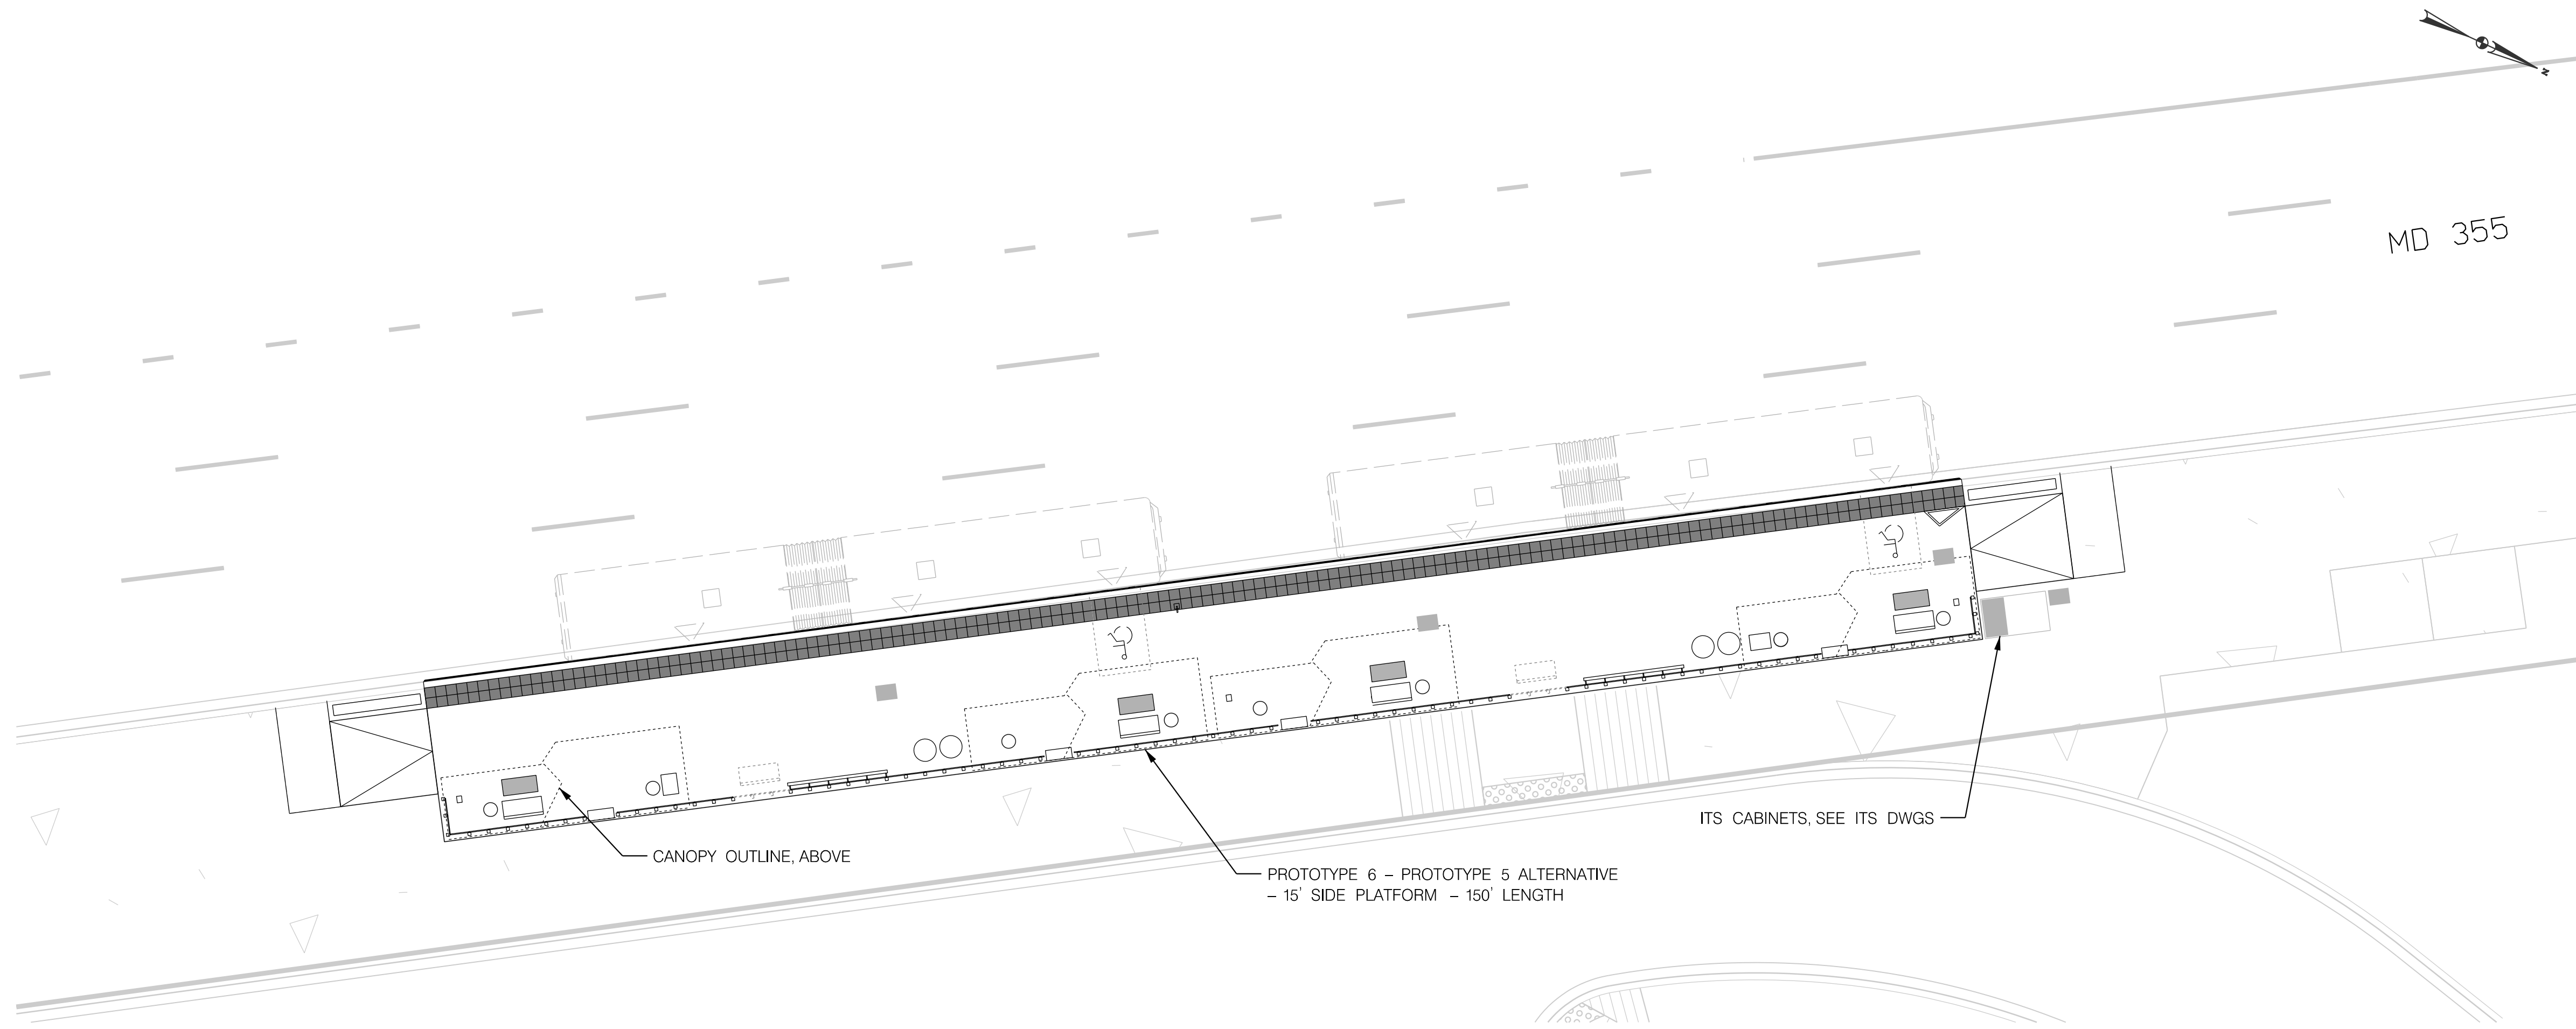 N
MD 355
CANOPY OUTLINE, ABOVE
PROTOTYPE 6 – PROTOTYPE 5 ALTERNATIVE
– 15' SIDE PLATFORM – 150' LENGTH
ITS CABINETS, SEE ITS DWGS